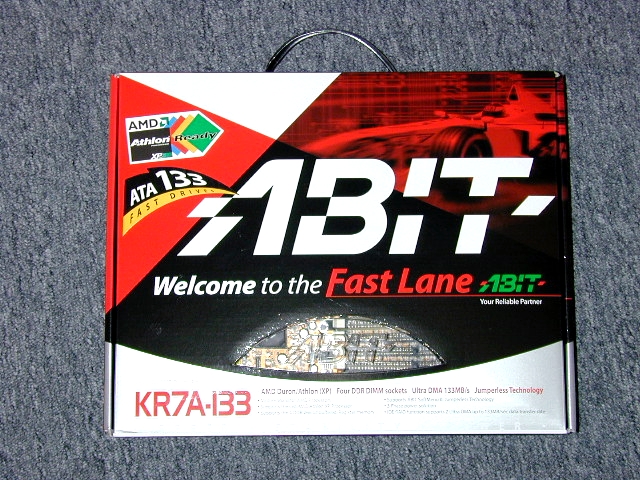 AMD
Athlon
XP
Ready
ATA 133
FAST DRIVE
ABIT
Welcome to the Fast Lane ABIT
Your Reliable Partner
KR7A-133
AMD Duron/Athlon (XP) Four DDR DIMM sockets Ultra DMA 133MB/s Jumperless Technology